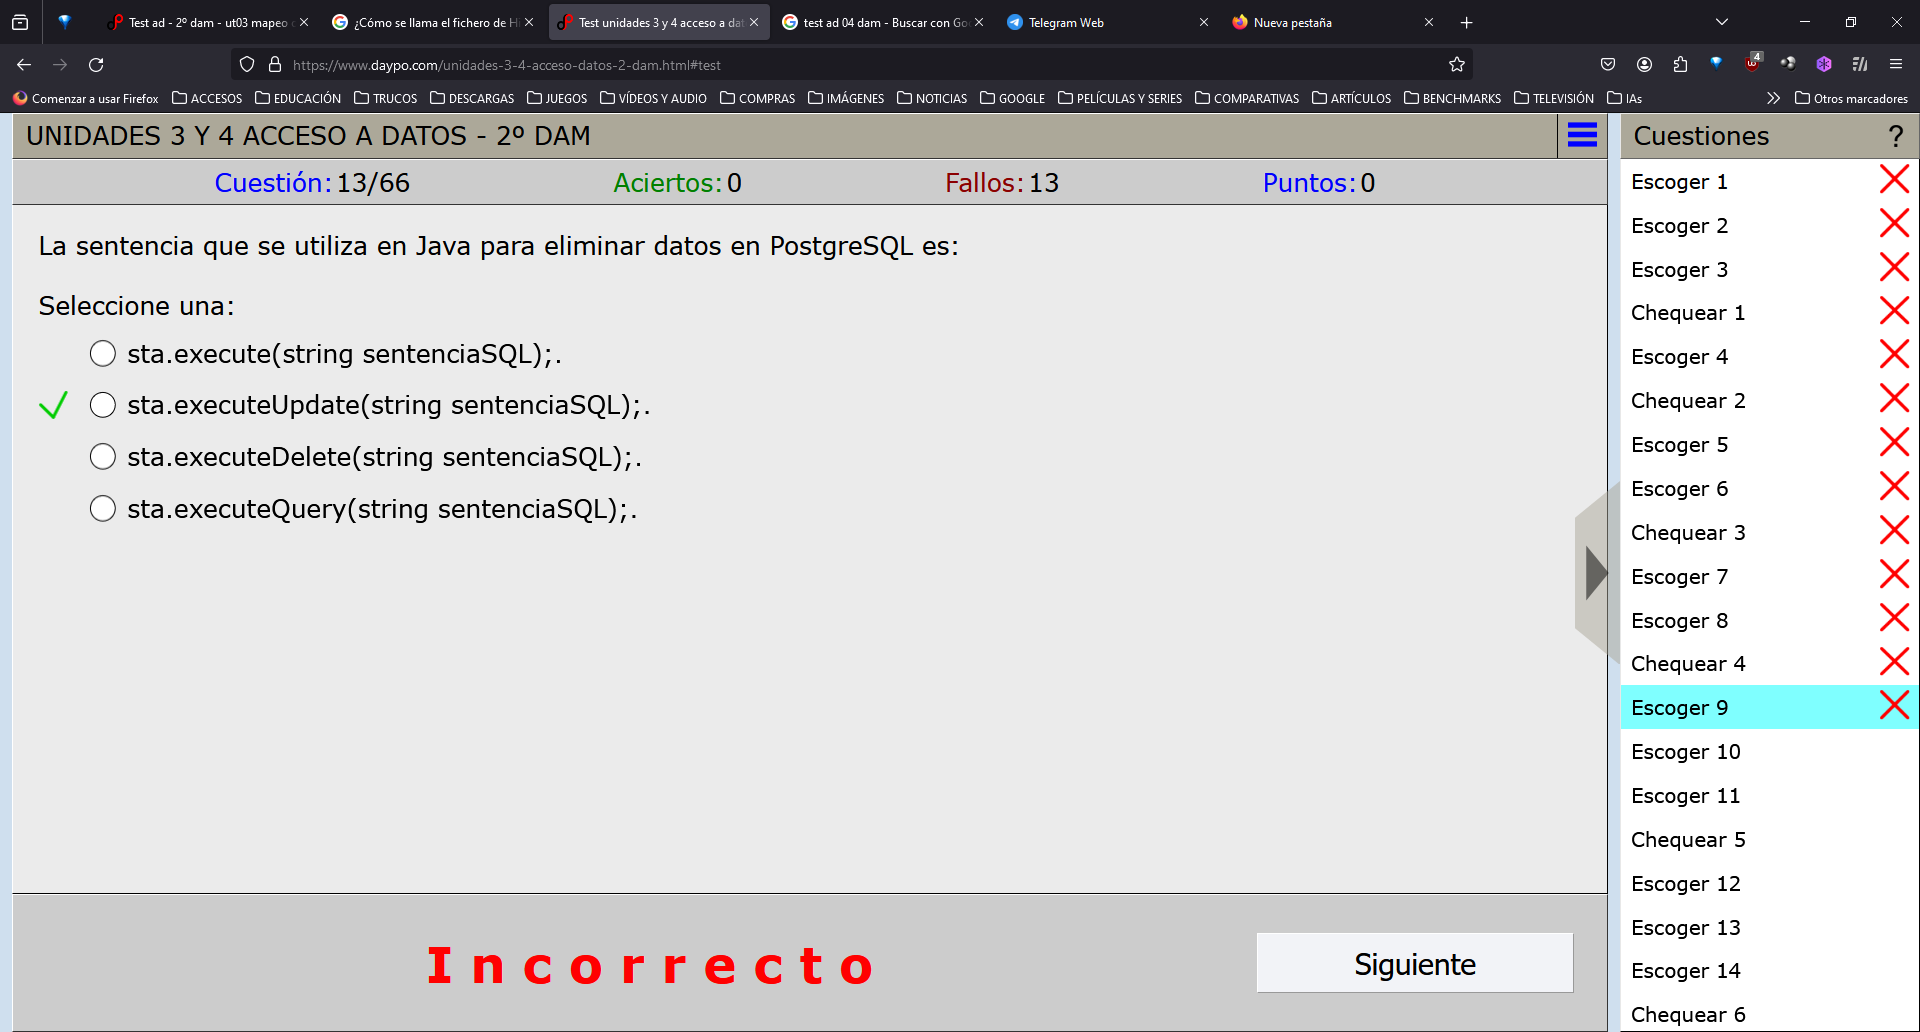 Test ad - 2º dam - ut03 mapeo
¿Cómo se llama el fichero de Hi
Test unidades 3 y 4 acceso a dat
test ad 04 dam - Buscar con Goo
Telegram Web
Nueva pestaña
https://www.daypo.com/unidades-3-4-acceso-datos-2-dam.html#test
4
Comenzar a usar Firefox
ACCESOS
EDUCACIÓN
TRUCOS
DESCARGAS
JUEGOS
VÍDEOS Y AUDIO
COMPRAS
IMÁGENES
NOTICIAS
GOOGLE
PELÍCULAS Y SERIES
COMPARATIVAS
ARTÍCULOS
BENCHMARKS
TELEVISIÓN
IAs
Otros marcadores
UNIDADES 3 Y 4 ACCESO A DATOS - 2º DAM
Cuestión: 13/66
Aciertos: 0
Fallos: 13
Puntos: 0
La sentencia que se utiliza en Java para eliminar datos en PostgreSQL es:
Seleccione una:
sta.execute(string sentenciaSQL);.
sta.executeUpdate(string sentenciaSQL);.
sta.executeDelete(string sentenciaSQL);.
sta.executeQuery(string sentenciaSQL);.
Incorrecto
Siguiente
Cuestiones ?
Escoger 1
Escoger 2
Escoger 3
Chequear 1
Escoger 4
Chequear 2
Escoger 5
Escoger 6
Chequear 3
Escoger 7
Escoger 8
Chequear 4
Escoger 9
Escoger 10
Escoger 11
Chequear 5
Escoger 12
Escoger 13
Escoger 14
Chequear 6